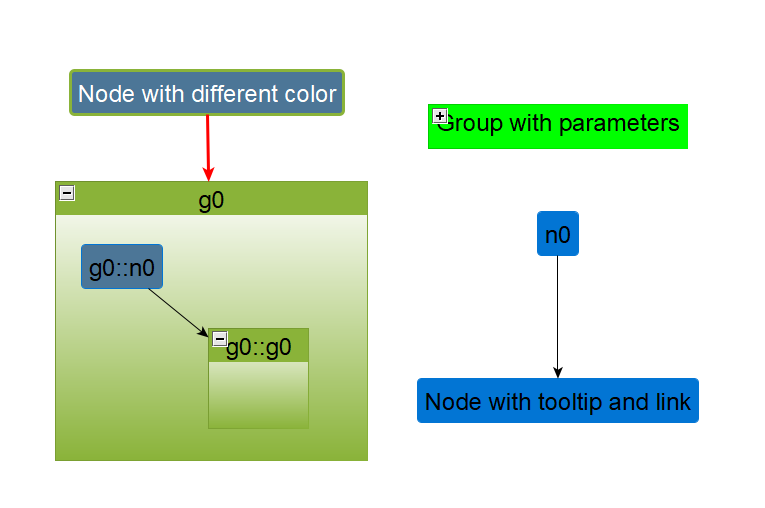 Node with different color
Group with parameters
g0
n0
g0::n0
g0::g0
Node with tooltip and link